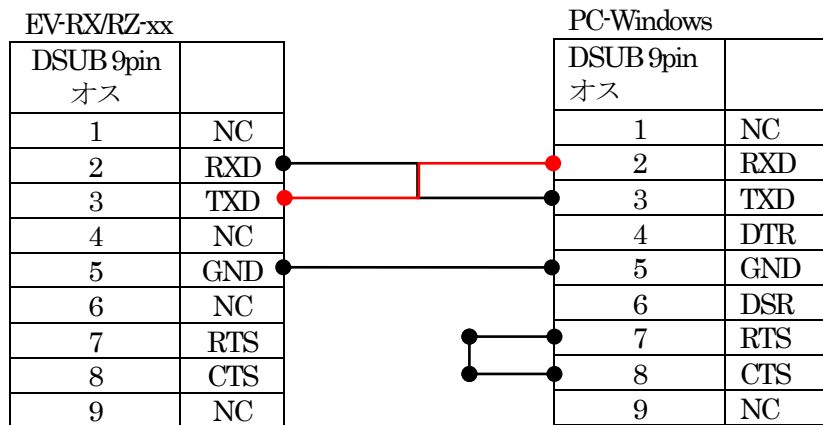 EV-RX/RZ-xx
DSUB 9pin
オス
1 NC
2 RXD
3 TXD
4 NC
5 GND
6 NC
7 RTS
8 CTS
9 NC
PC-Windows
DSUB 9pin
オス
1 NC
2 RXD
3 TXD
4 DTR
5 GND
6 DSR
7 RTS
8 CTS
9 NC